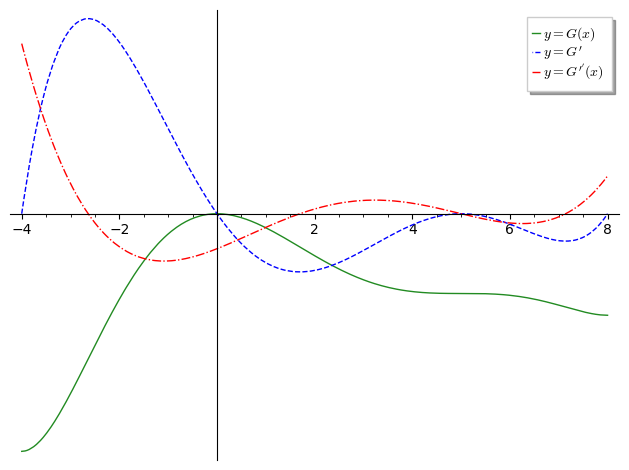 y = G(x)
y = G ′
y = G ′′(x)
−4 −2 2 4 6 8